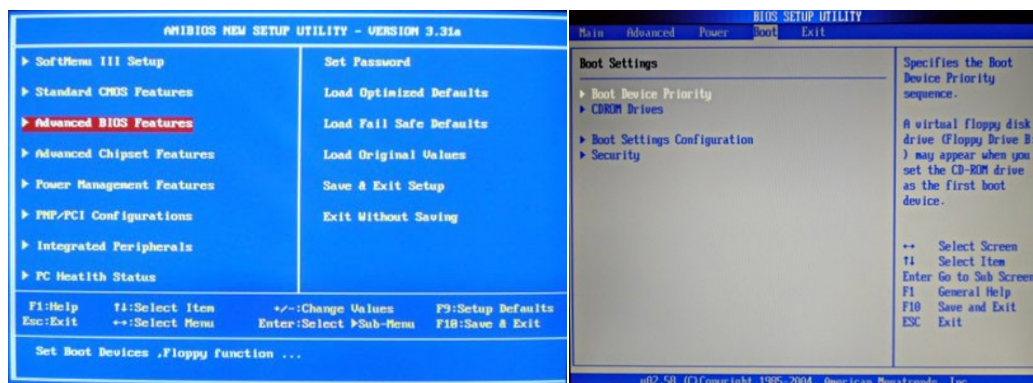 AMIBIOS NEW SETUP UTILITY - VERSION 3.31a
SoftMenu III Setup
Standard CMOS Features
Advanced BIOS Features
Advanced Chipset Features
Power Management Features
PNP/PCI Configurations
Integrated Peripherals
PC Heatlth Status
Set Password
Load Optimized Defaults
Load Fail Safe Defaults
Load Original Values
Save & Exit Setup
Exit Without Saving
F1:Help ↑↓:Select Item +/-:Change Values F9:Setup Defaults
Esc:Exit ↔:Select Menu Enter:Select ▶Sub-Menu F10:Save & Exit
Set Boot Devices ,Floppy function ...
BIOS SETUP UTILITY
Main Advanced Power Boot Exit
Boot Settings
Boot Device Priority
CDROM Drives
Boot Settings Configuration
Security
Specifies the Boot
Device Priority
sequence.
A virtual floppy disk
drive (Floppy Drive B:
) may appear when you
set the CD-ROM drive
as the first boot
device.
↔ Select Screen
↑↓ Select Item
Enter Go to Sub Screen
F1 General Help
F10 Save and Exit
ESC Exit
v02.58 (C)Copyright 1985-2004, American Megatrends, Inc.